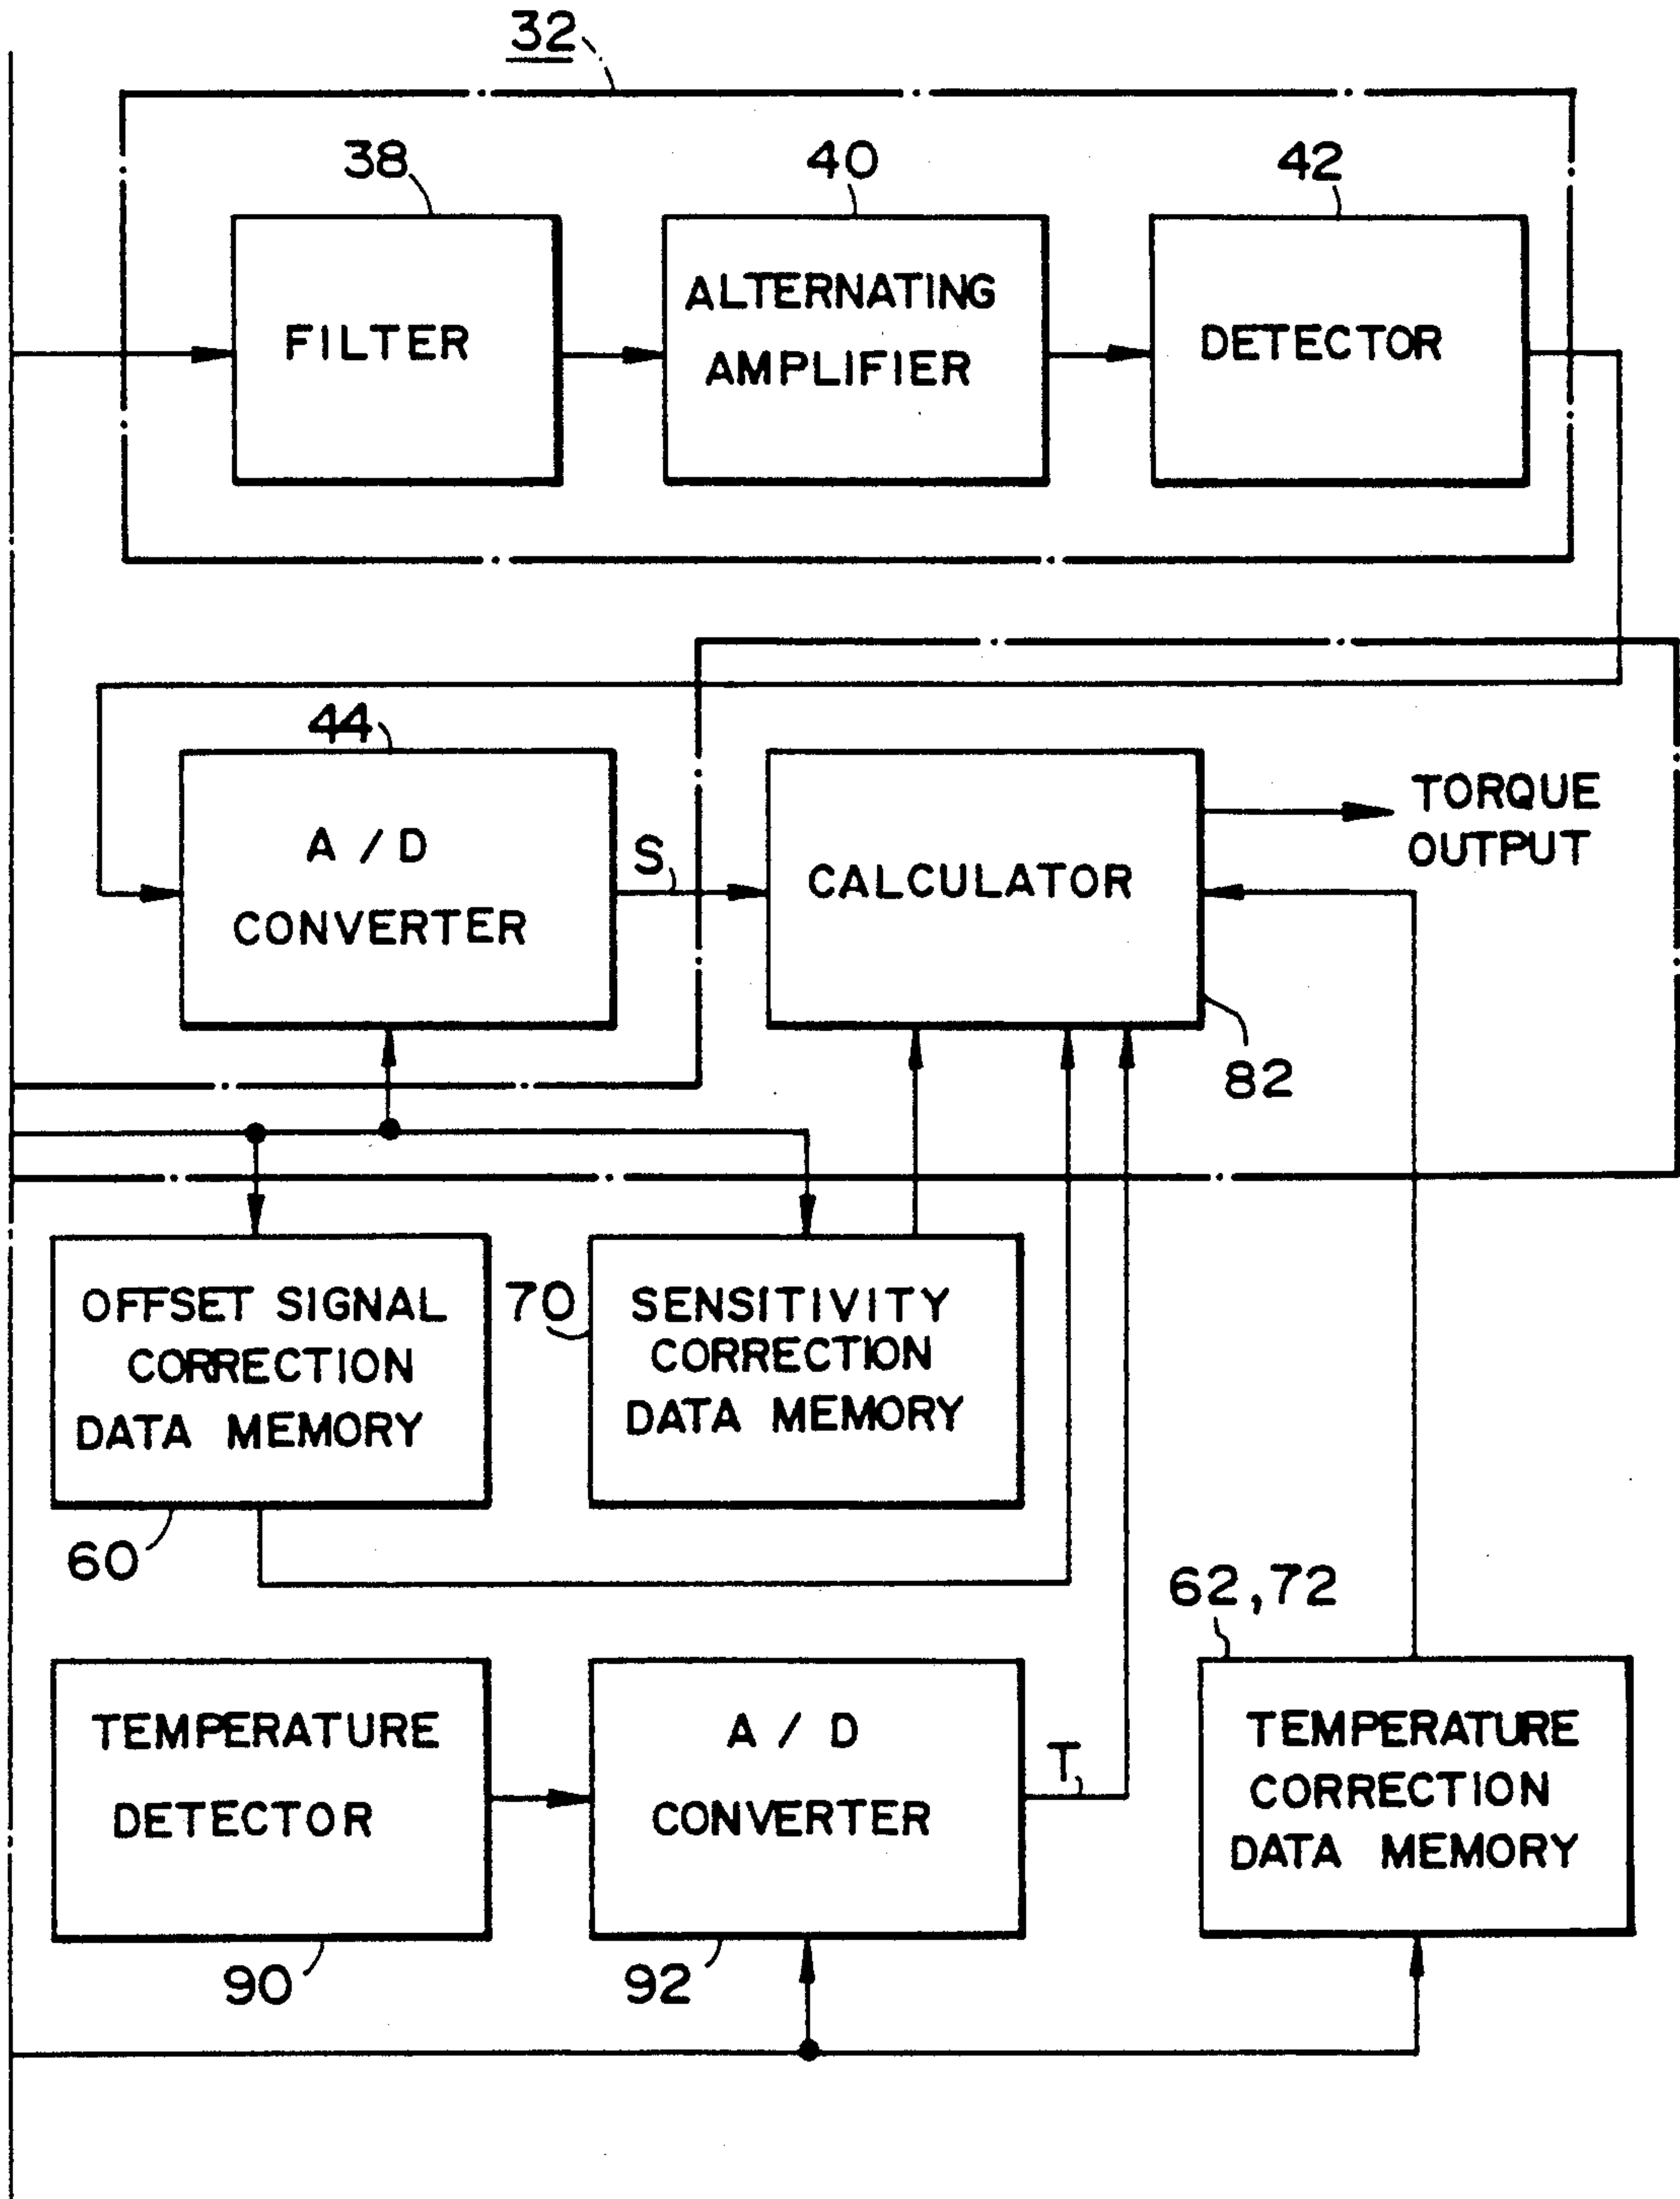 32
38
40
42
FILTER
ALTERNATING
AMPLIFIER
DETECTOR
44
A / D
CONVERTER
S
CALCULATOR
TORQUE
OUTPUT
82
OFFSET SIGNAL
CORRECTION
DATA MEMORY
70
SENSITIVITY
CORRECTION
DATA MEMORY
60
62,72
TEMPERATURE
DETECTOR
A / D
CONVERTER
T
TEMPERATURE
CORRECTION
DATA MEMORY
90
92